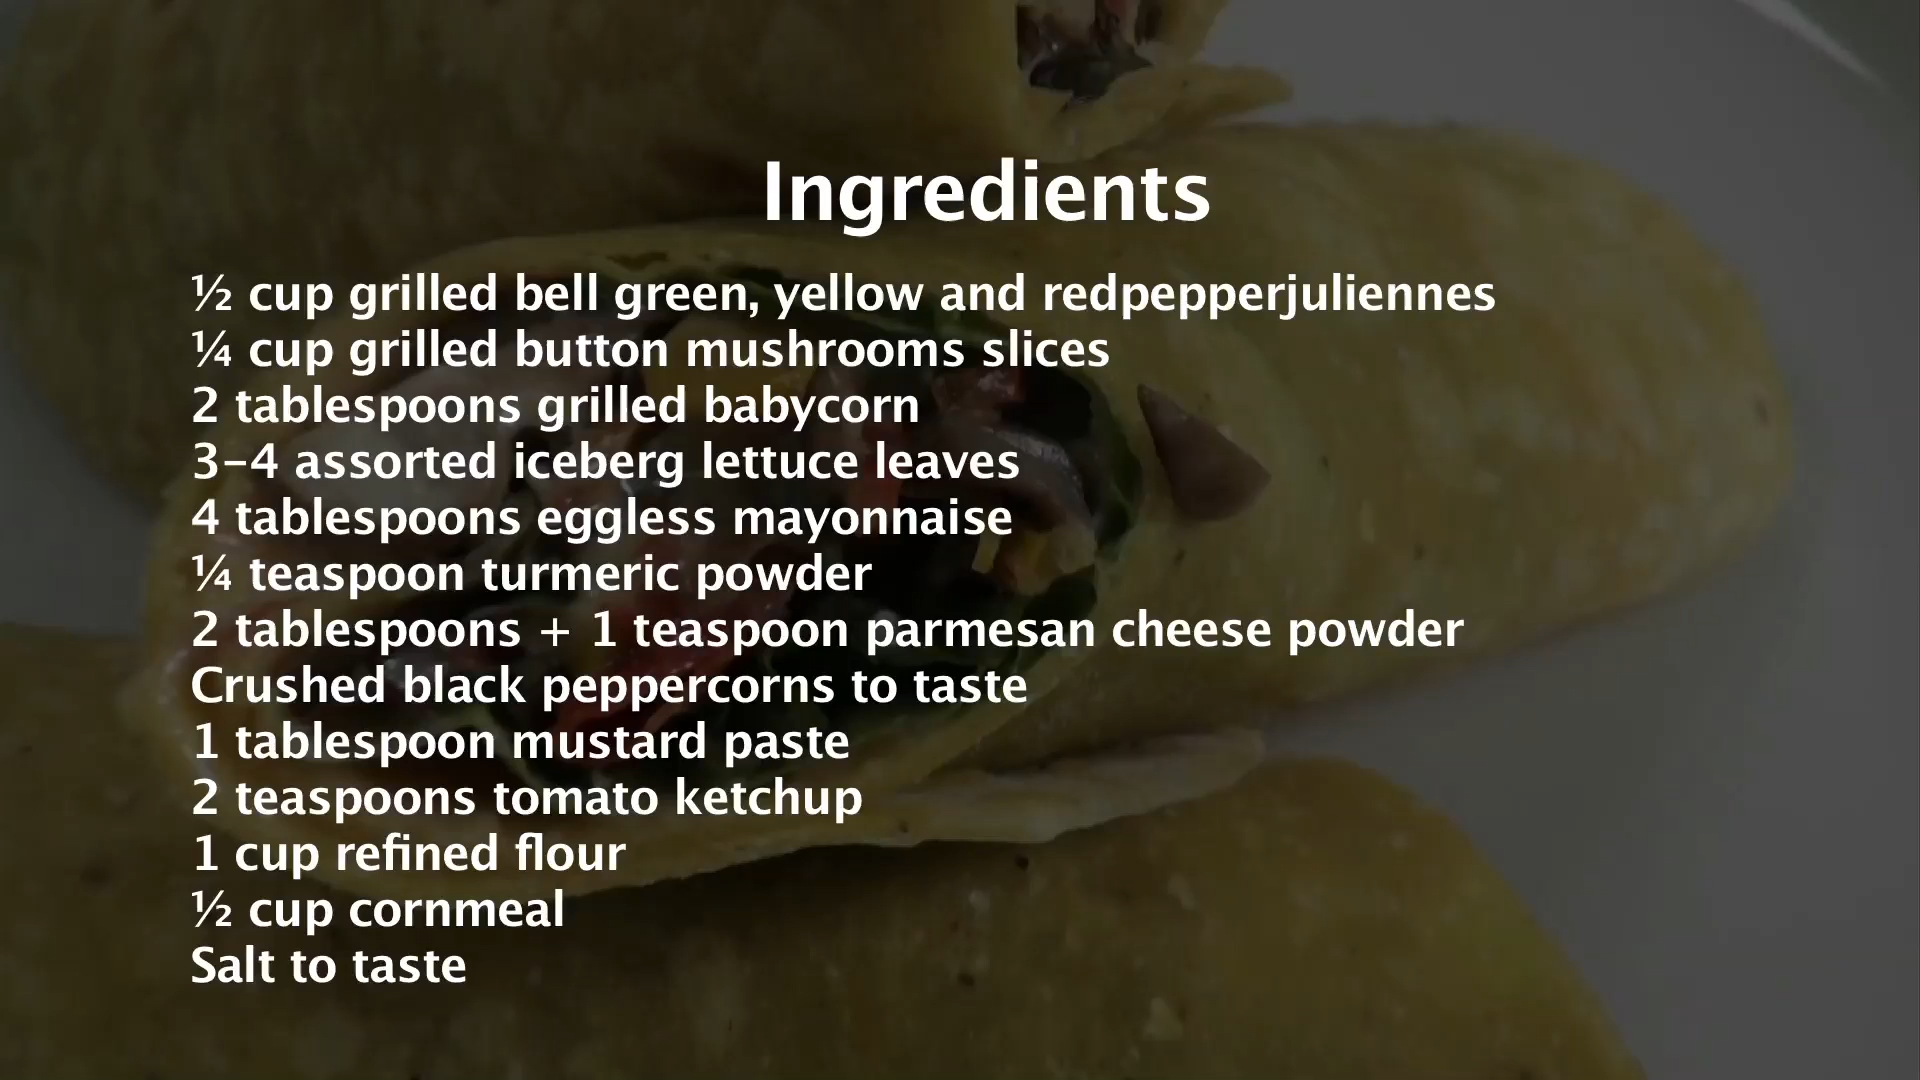 Ingredients
½ cup grilled bell green, yellow and redpepperjuliennes
¼ cup grilled button mushrooms slices
2 tablespoons grilled babycorn
3-4 assorted iceberg lettuce leaves
4 tablespoons eggless mayonnaise
¼ teaspoon turmeric powder
2 tablespoons + 1 teaspoon parmesan cheese powder
Crushed black peppercorns to taste
1 tablespoon mustard paste
2 teaspoons tomato ketchup
1 cup refined flour
½ cup cornmeal
Salt to taste